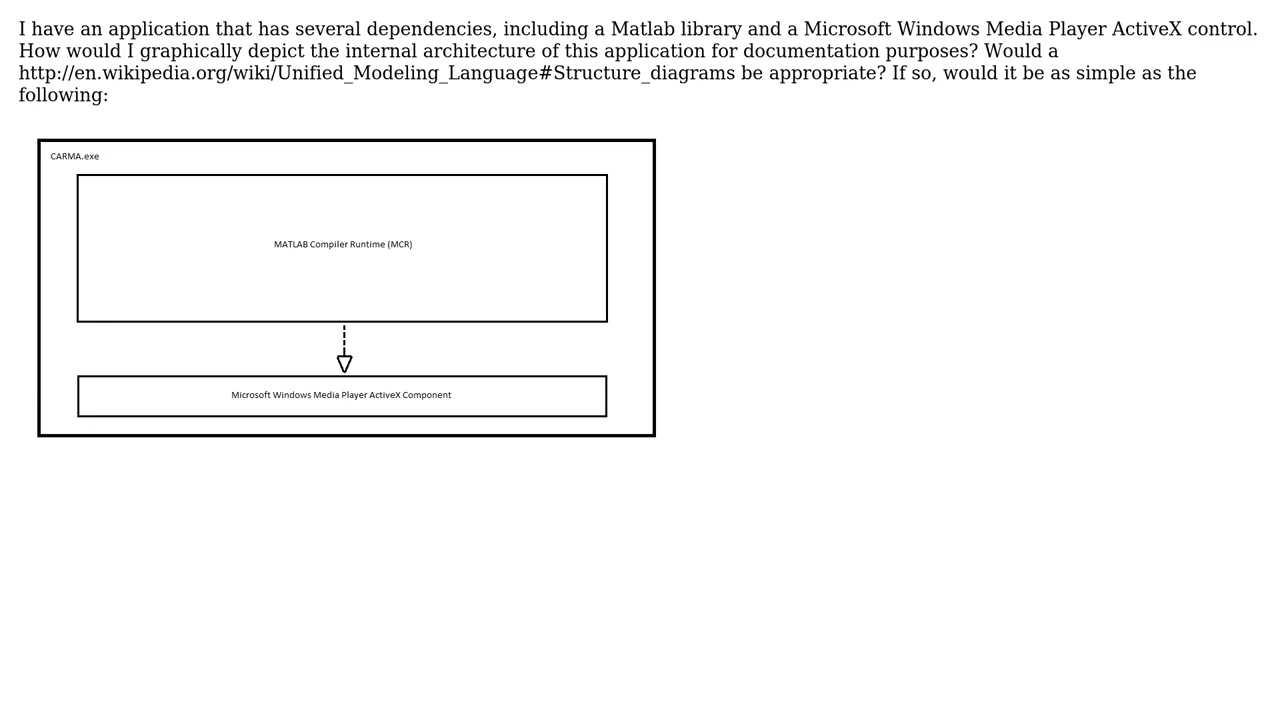 I have an application that has several dependencies, including a Matlab library and a Microsoft Windows Media Player ActiveX control.
How would I graphically depict the internal architecture of this application for documentation purposes? Would a
http://en.wikipedia.org/wiki/Unified_Modeling_Language#Structure_diagrams be appropriate? If so, would it be as simple as the
following:
CARMA.exe
MATLAB Compiler Runtime (MCR)
Microsoft Windows Media Player ActiveX Component